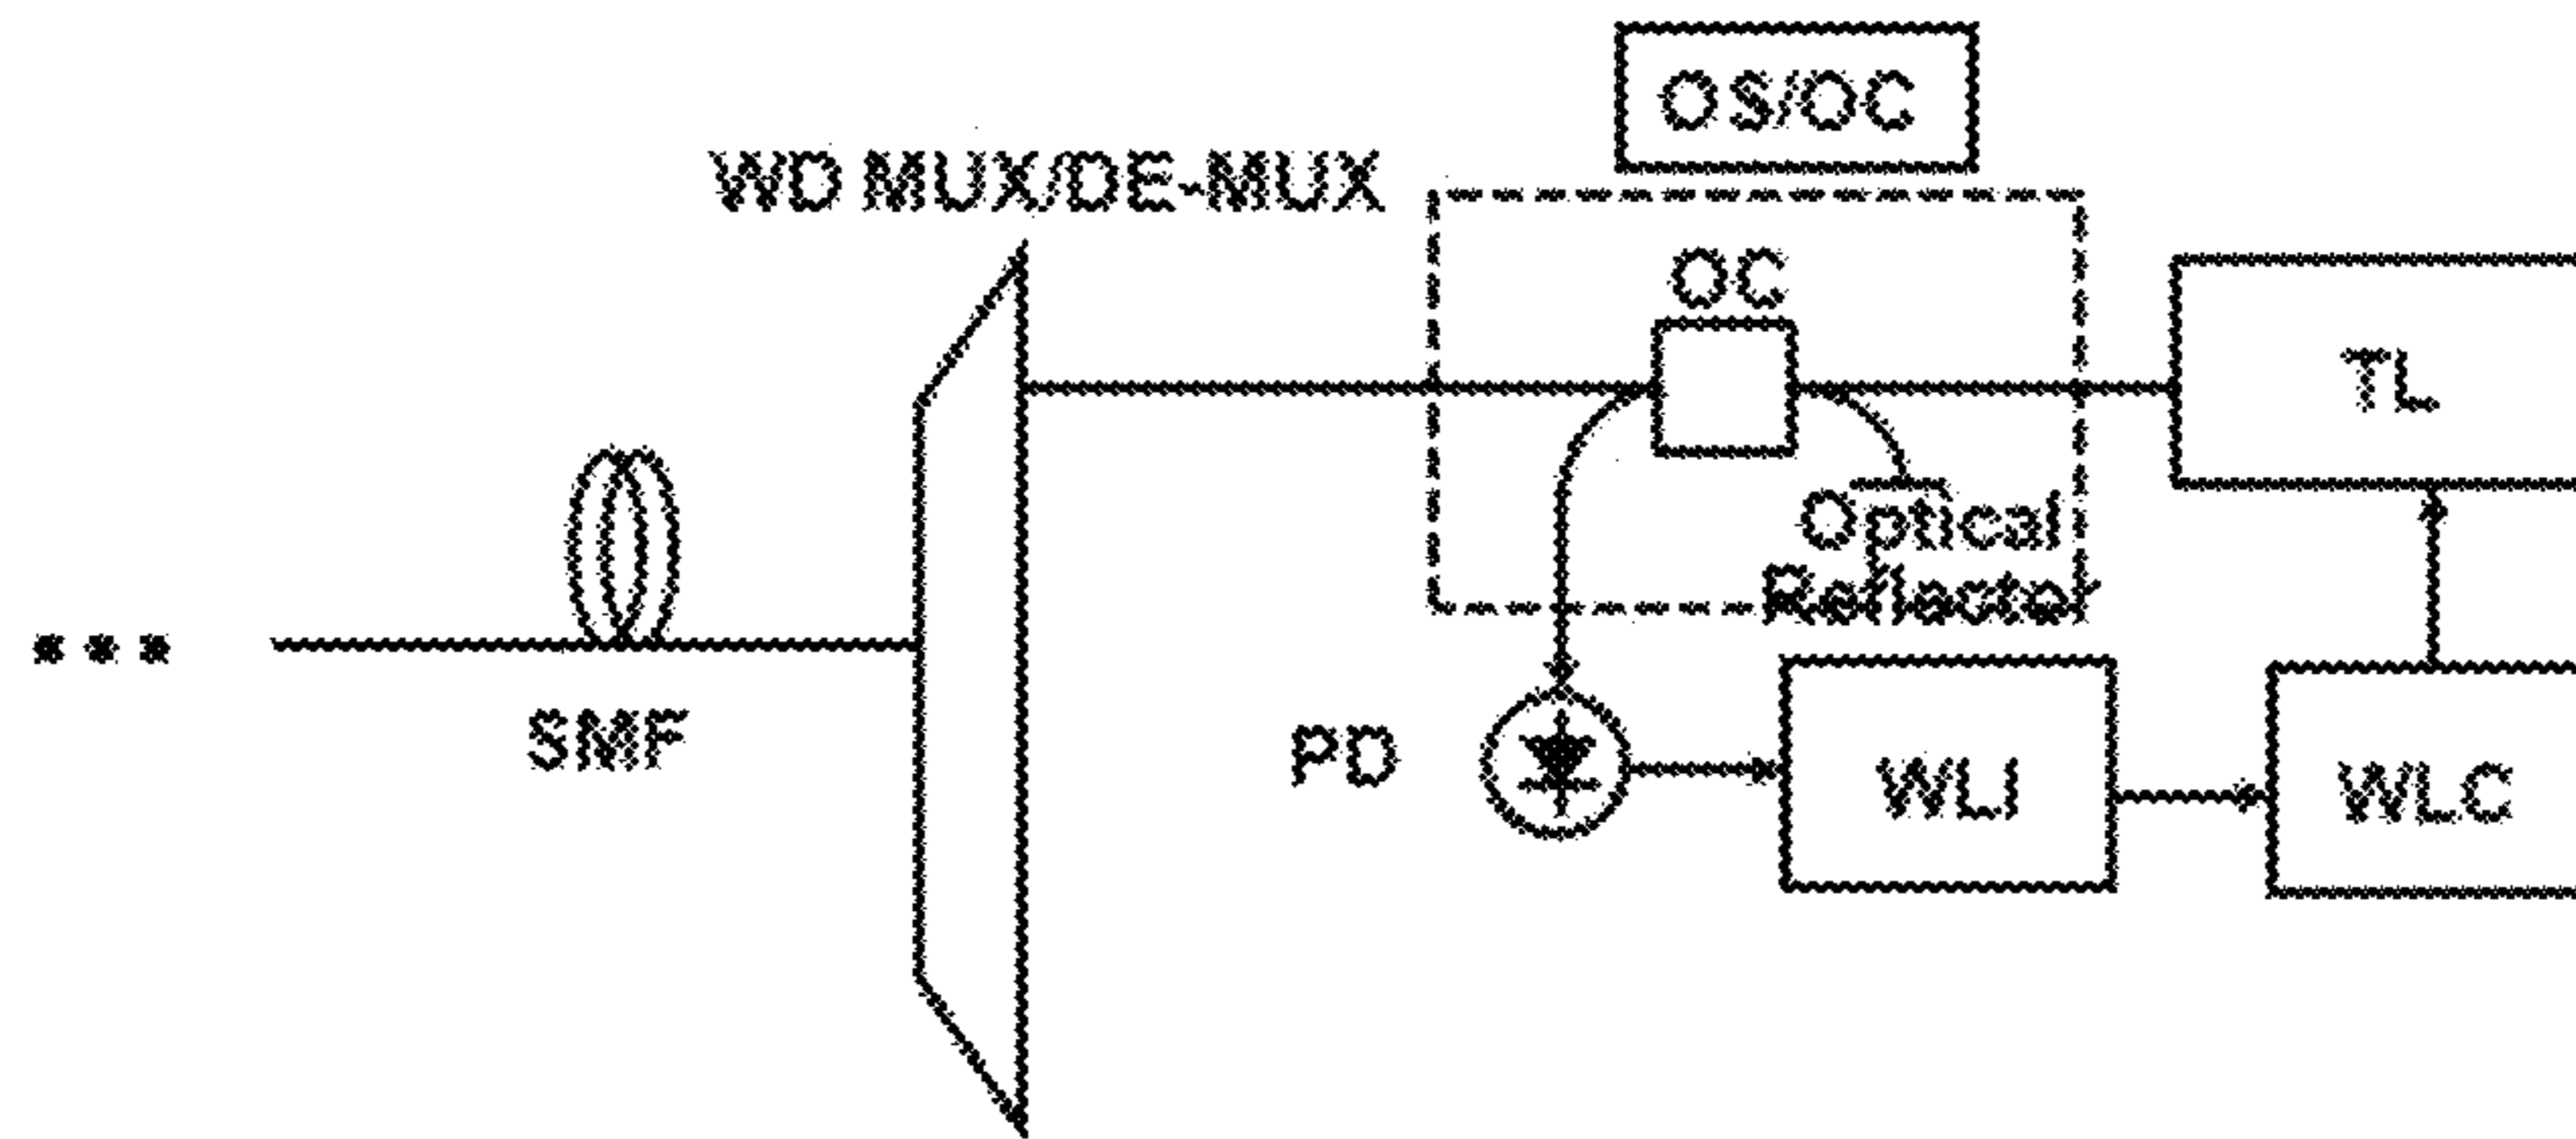 OS/OC
WD MUX/DE-MUX
OC
TL
Optical
Reflector
SMF
PD
WLI
WLC